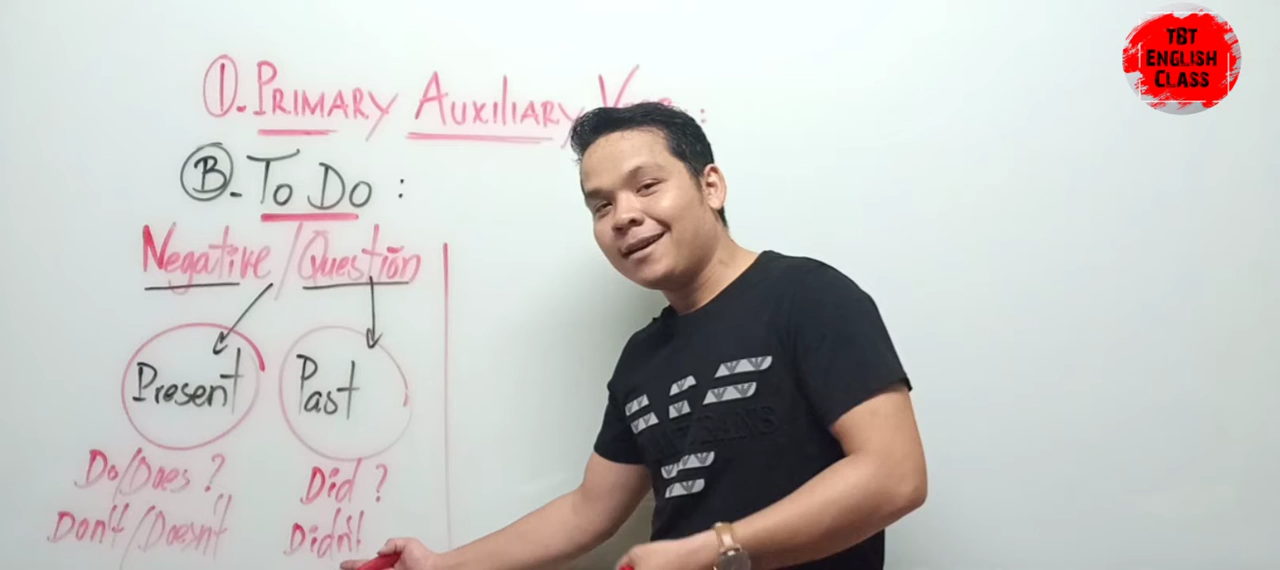 ①. PRIMARY AUXILIARY
Ⓑ. TO DO :
Negative / Question
Present
Past
Do/Does ?
Did ?
Don't / Doesn't
Didn't
TBT
ENGLISH
CLASS